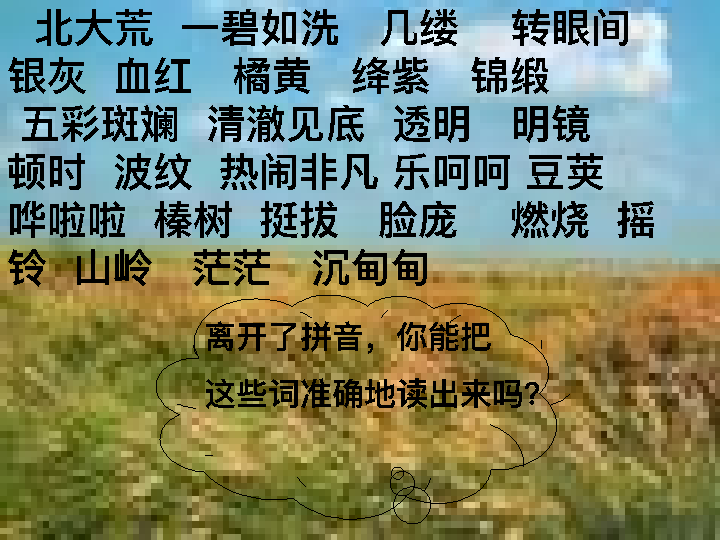 北大荒 一碧如洗 几缕 转眼间
银灰 血红 橘黄 绛紫 锦缎
五彩斑斓 清澈见底 透明 明镜
顿时 波纹 热闹非凡 乐呵呵 豆荚
哗啦啦 榛树 挺拔 脸庞 燃烧 摇
铃 山岭 茫茫 沉甸甸
离开了拼音，你能把
这些词准确地读出来吗?